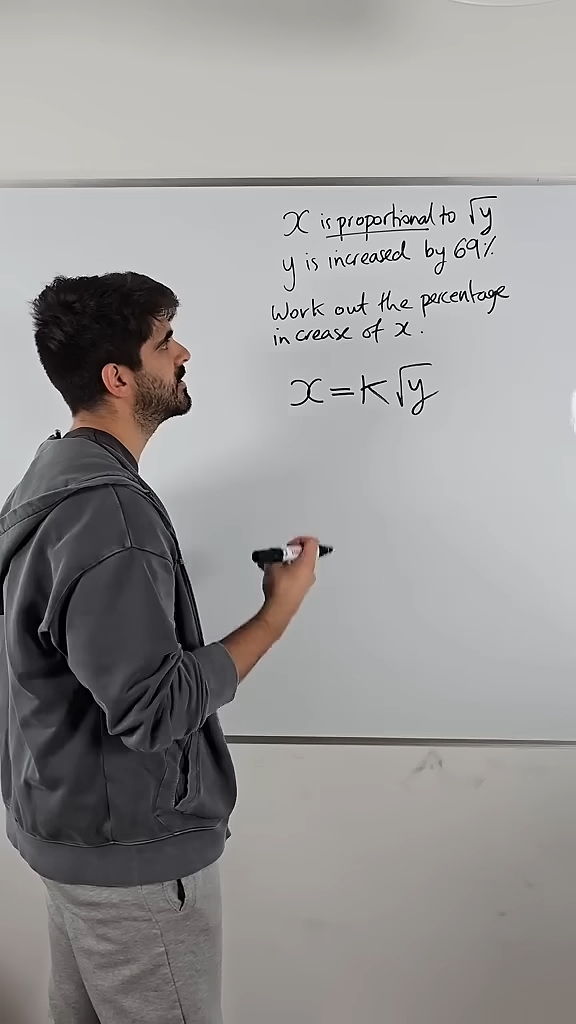 x is proportional to √y
y is increased by 69%
Work out the percentage
increase of x.
x = k√y